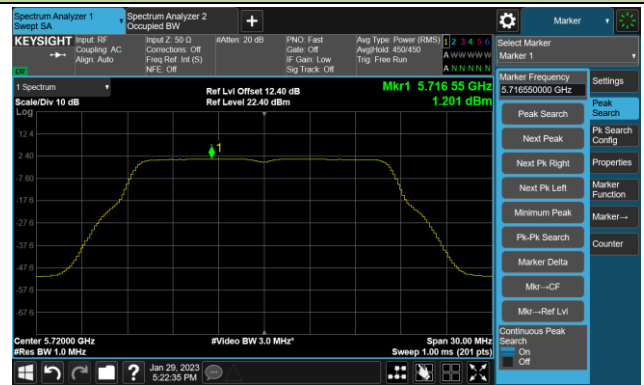 Spectrum Analyzer 1
Swept SA
Spectrum Analyzer 2
Occupied BW
+
Marker
KEYSIGHT
Input: RF
Coupling: AC
Align: Auto
Input Z: 50 Ω
Corrections: Off
Freq Ref: Int (S)
NFE: Off
#Atten: 20 dB
PNO: Fast
Gate: Off
IF Gain: Low
Sig Track: Off
Avg Type: Power (RMS)
Avg|Hold: 450/450
Trig: Free Run
1 2 3 4 5 6
A W W W W W
A N N N N N
LW
Select Marker
Marker 1
1 Spectrum
Scale/Div 10 dB
Log
Ref Lvl Offset 12.40 dB
Ref Level 22.40 dBm
Mkr1 5.716 55 GHz
1.201 dBm
12.4
2.40
-7.60
-17.6
-27.6
-37.6
-47.6
-57.6
-67.6
1
Center 5.72000 GHz
#Res BW 1.0 MHz
#Video BW 3.0 MHz*
Span 30.00 MHz
Sweep 1.00 ms (201 pts)
Marker Frequency
5.716550000 GHz
Peak Search
Next Peak
Next Pk Right
Next Pk Left
Minimum Peak
Pk-Pk Search
Marker Delta
Mkr→CF
Mkr→Ref Lvl
Continuous Peak
Search
On
Off
Settings
Peak
Search
Pk Search
Config
Properties
Marker
Function
Marker→
Counter
?
Jan 29, 2023
5:22:35 PM